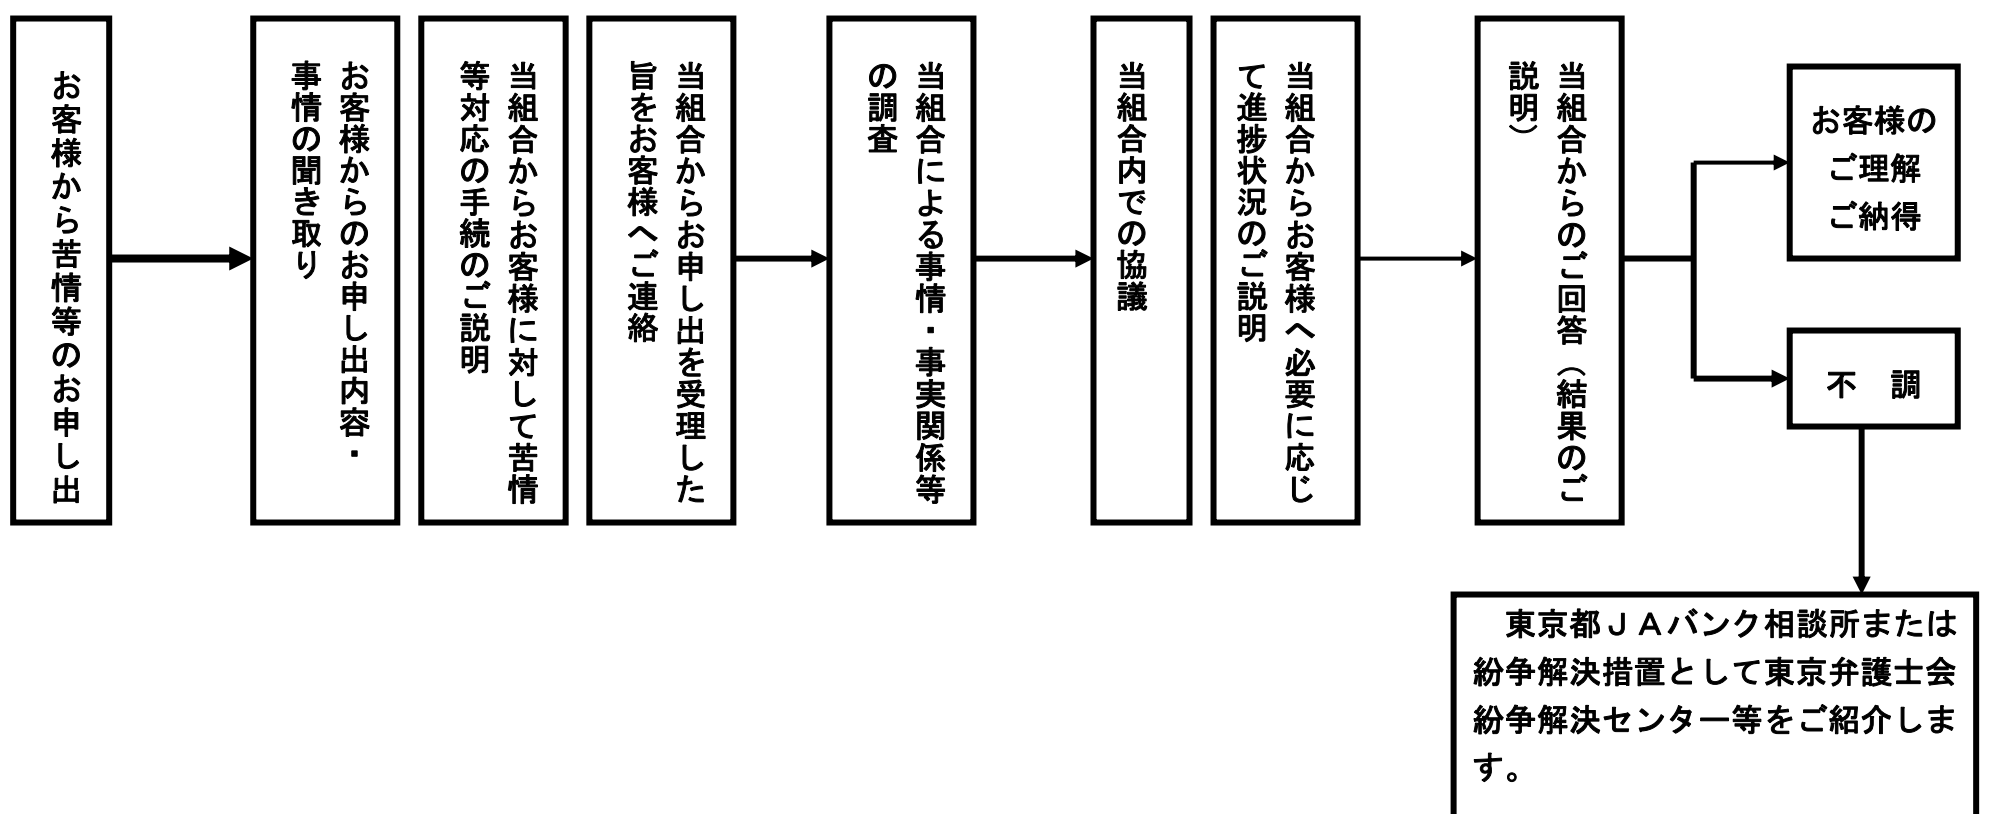 お客様から苦情等のお申し出
お客様からのお申し出内容・
事情の聞き取り
当組合からお客様に対して苦情
等対応の手続のご説明
当組合からお申し出を受理した
旨をお客様へご連絡
当組合による事情・事実関係等
の調査
当組合内での協議
当組合からお客様へ必要に応じ
て進捗状況のご説明
当組合からのご回答（結果のご
説明）
お客様の
ご理解
ご納得
不　調
東京都ＪＡバンク相談所または
紛争解決措置として東京弁護士会
紛争解決センター等をご紹介しま
す。